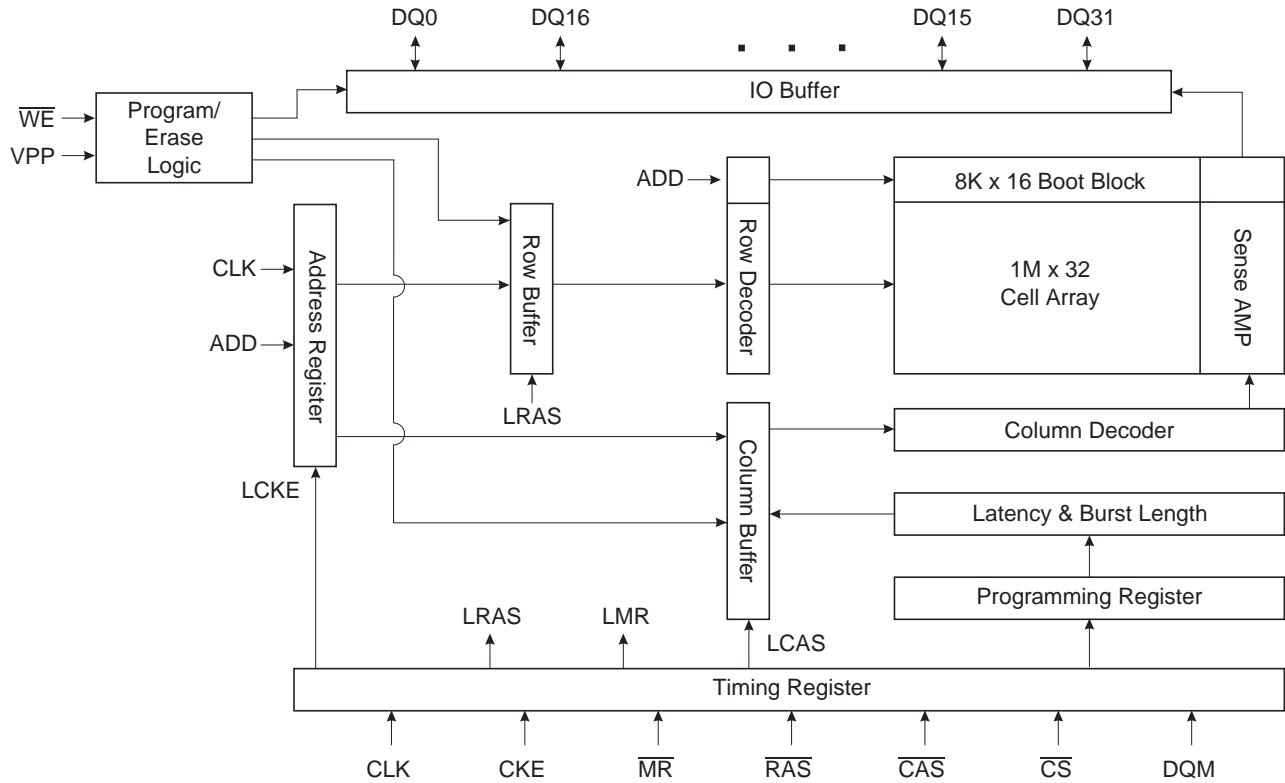 DQ0 DQ16 . . . DQ15 DQ31
IO Buffer
WE
VPP
Program/
Erase
Logic
ADD
8K x 16 Boot Block
CLK
ADD
Address Register
Row Buffer
LRAS
Row Decoder
1M x 32
Cell Array
Sense AMP
Column Decoder
LCKE
Column Buffer
Latency & Burst Length
Programming Register
LRAS
LMR
LCAS
Timing Register
CLK CKE MR RAS CAS CS DQM